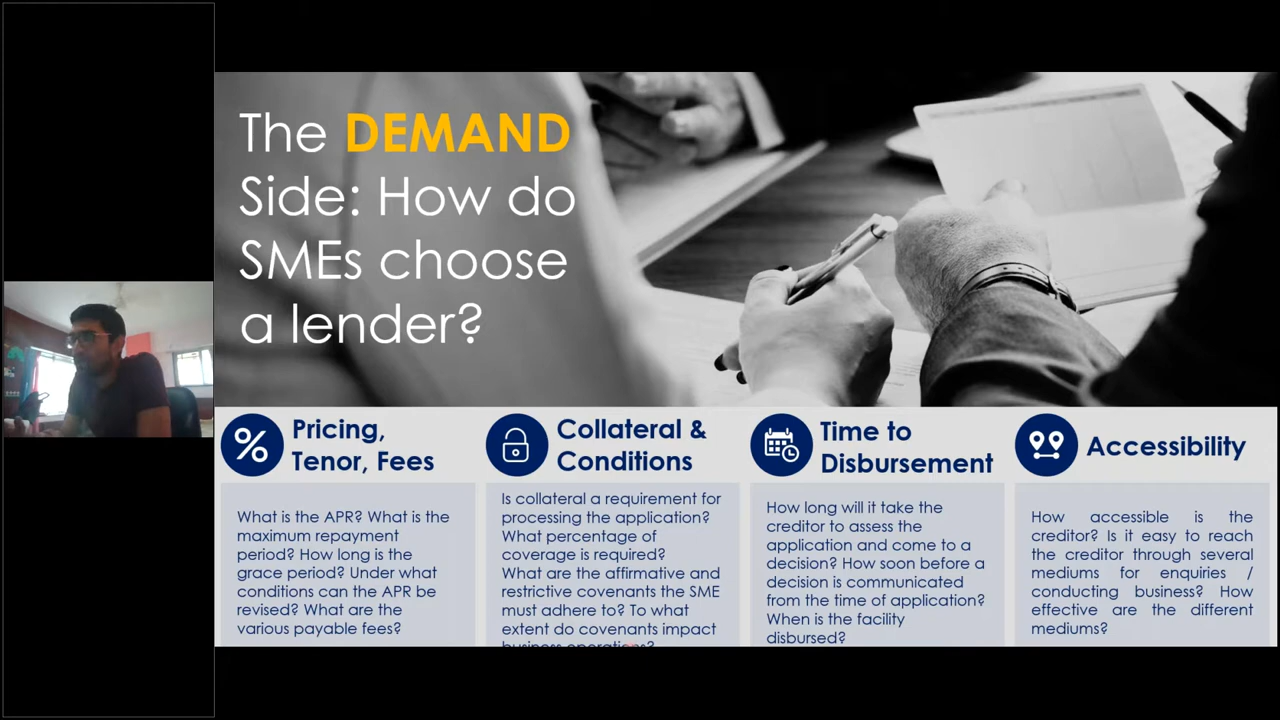 The DEMAND
Side: How do
SMEs choose
a lender?
Pricing,
Tenor, Fees
What is the APR? What is the
maximum repayment
period? How long is the
grace period? Under what
conditions can the APR be
revised? What are the
various payable fees?
Collateral &
Conditions
Is collateral a requirement for
processing the application?
What percentage of
coverage is required?
What are the affirmative and
restrictive covenants the SME
must adhere to? To what
extent do covenants impact
business operations?
Time to
Disbursement
How long will it take the
creditor to assess the
application and come to a
decision? How soon before a
decision is communicated
from the time of application?
When is the facility
disbursed?
Accessibility
How accessible is the
creditor? Is it easy to reach
the creditor through several
mediums for enquiries /
conducting business? How
effective are the different
mediums?